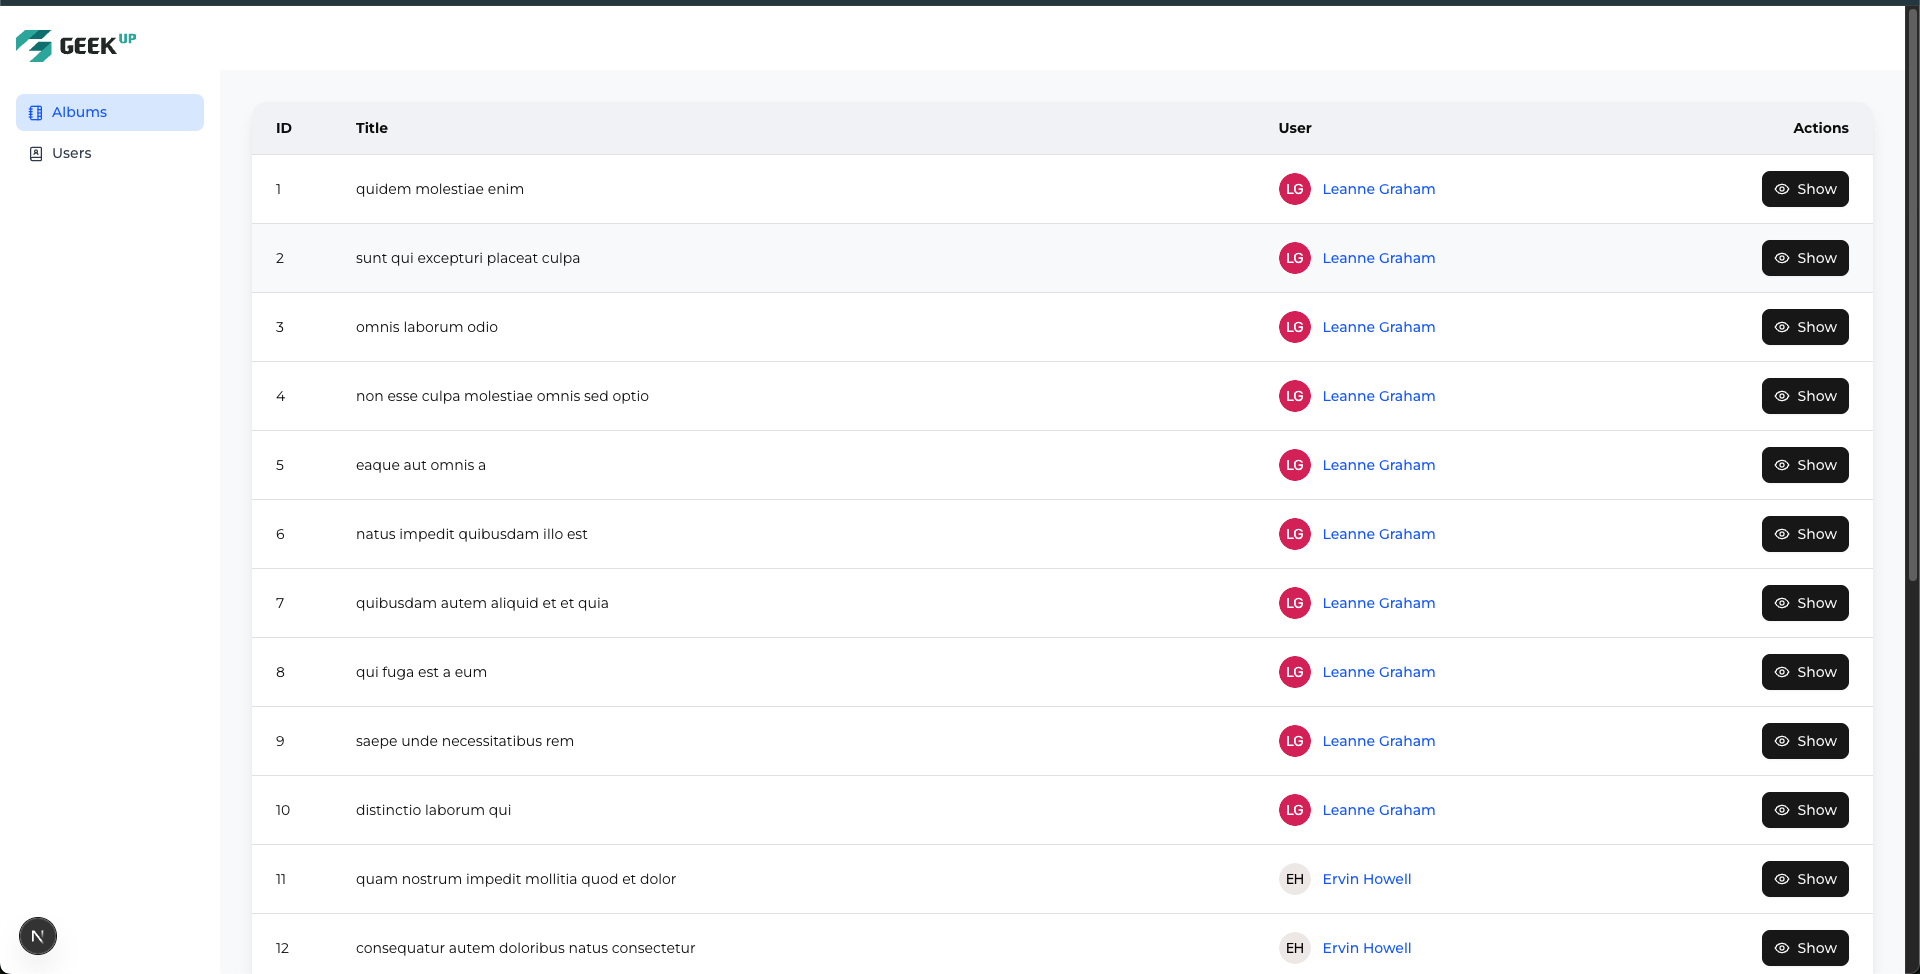 GEEK UP
Albums
Users
ID Title User Actions
1 quidem molestiae enim LG Leanne Graham Show
2 sunt qui excepturi placeat culpa LG Leanne Graham Show
3 omnis laborum odio LG Leanne Graham Show
4 non esse culpa molestiae omnis sed optio LG Leanne Graham Show
5 eaque aut omnis a LG Leanne Graham Show
6 natus impedit quibusdam illo est LG Leanne Graham Show
7 quibusdam autem aliquid et et quia LG Leanne Graham Show
8 qui fuga est a eum LG Leanne Graham Show
9 saepe unde necessitatibus rem LG Leanne Graham Show
10 distinctio laborum qui LG Leanne Graham Show
11 quam nostrum impedit mollitia quod et dolor EH Ervin Howell Show
12 consequatur autem doloribus natus consectetur EH Ervin Howell Show
N